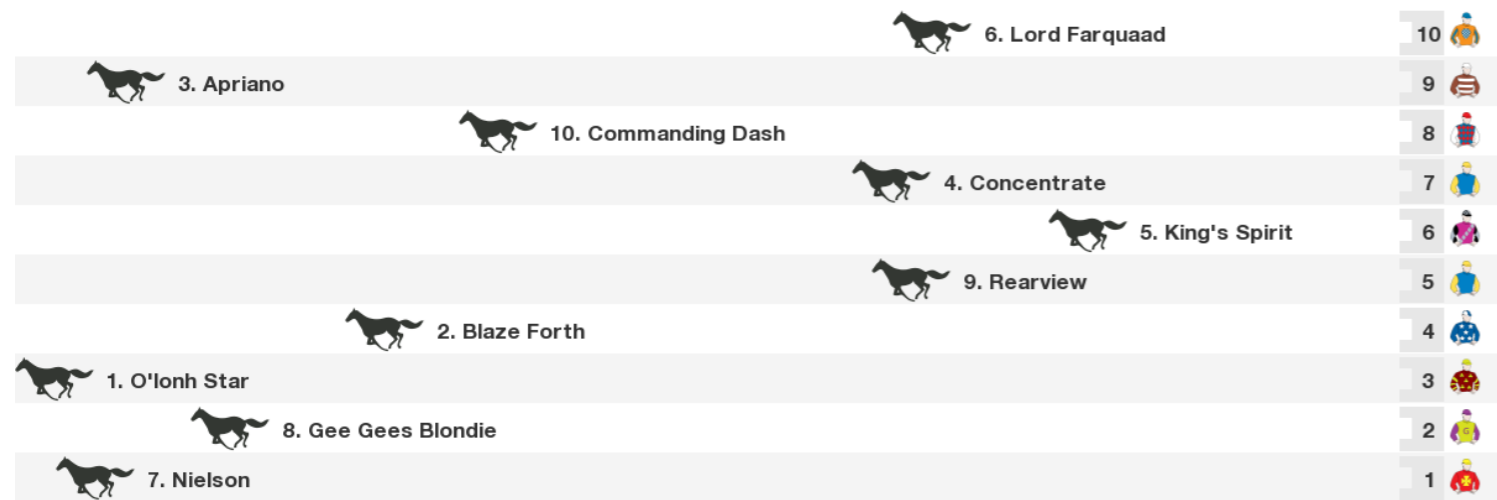 6. Lord Farquaad 10
3. Apriano 9
10. Commanding Dash 8
4. Concentrate 7
5. King's Spirit 6
9. Rearview 5
2. Blaze Forth 4
1. O'lonh Star 3
8. Gee Gees Blondie 2
G
7. Nielson 1